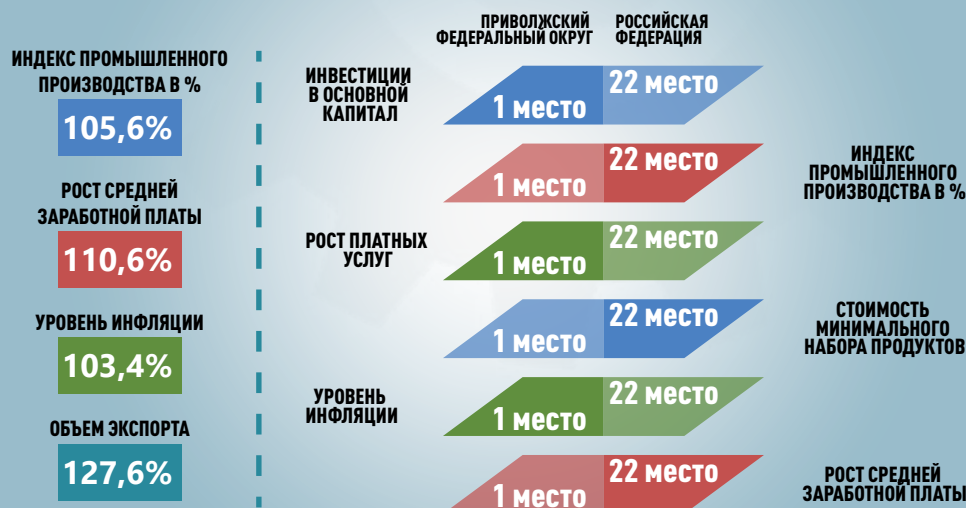 ИНДЕКС ПРОМЫШЛЕННОГО
ПРОИЗВОДСТВА В %
105,6%
РОСТ СРЕДНЕЙ
ЗАРАБОТНОЙ ПЛАТЫ
110,6%
УРОВЕНЬ ИНФЛЯЦИИ
103,4%
ОБЪЕМ ЭКСПОРТА
127,6%
ПРИВОЛЖСКИЙ
ФЕДЕРАЛЬНЫЙ ОКРУГ
РОССИЙСКАЯ
ФЕДЕРАЦИЯ
ИНВЕСТИЦИИ
В ОСНОВНОЙ
КАПИТАЛ
1 место
22 место
1 место
22 место
ИНДЕКС
ПРОМЫШЛЕННОГО
ПРОИЗВОДСТВА В %
РОСТ ПЛАТНЫХ
УСЛУГ
1 место
22 место
1 место
22 место
СТОИМОСТЬ
МИНИМАЛЬНОГО
НАБОРА ПРОДУКТОВ
УРОВЕНЬ
ИНФЛЯЦИИ
1 место
22 место
1 место
22 место
РОСТ СРЕДНЕЙ
ЗАРАБОТНОЙ ПЛАТЫ